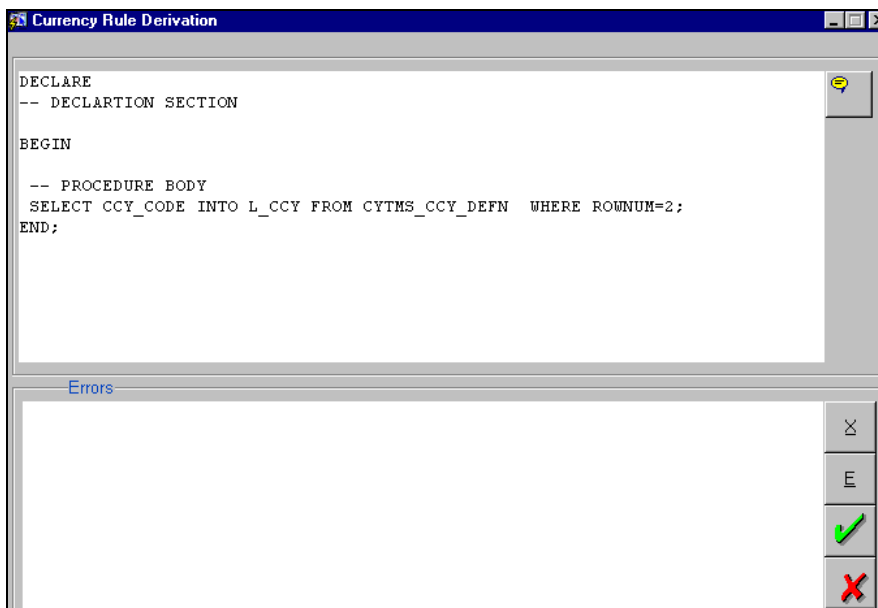 Currency Rule Derivation
DECLARE
-- DECLARTION SECTION
BEGIN
-- PROCEDURE BODY
SELECT CCY_CODE INTO L_CCY FROM CYTMS_CCY_DEFN WHERE ROWNUM=2;
END;
Errors
X
E